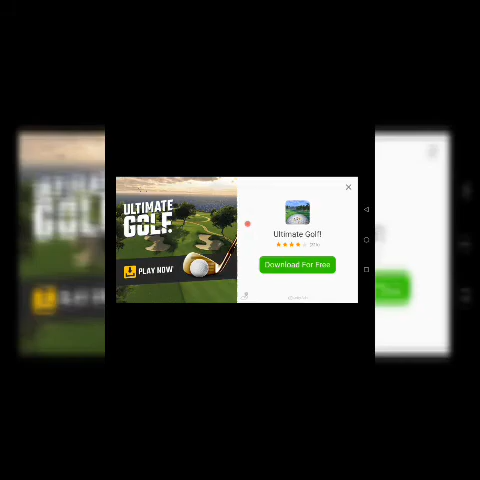 ULTIMATE
GOLF
PLAY NOW
Ultimate Golf!
Download For Free